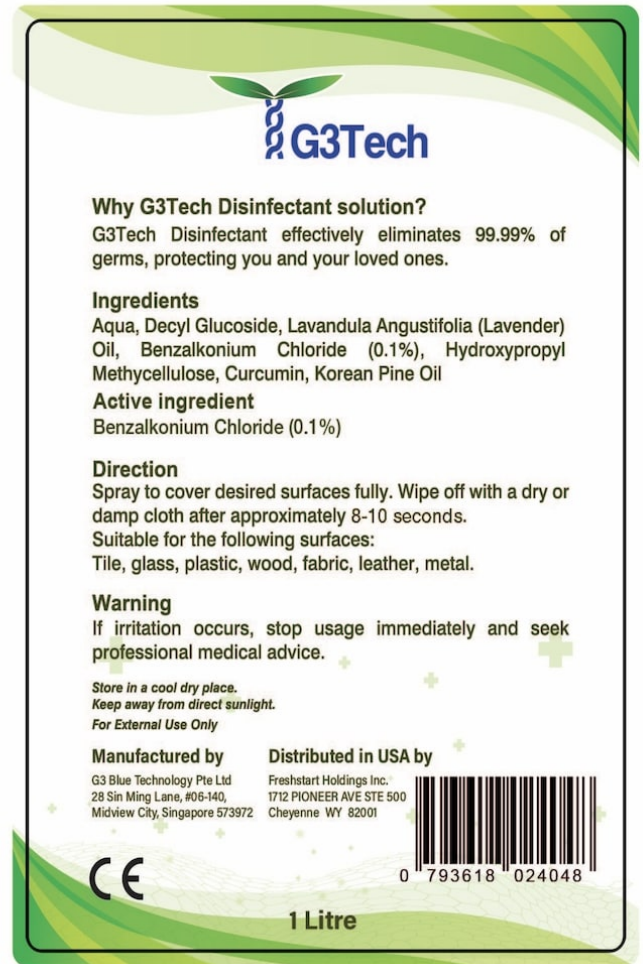 G3Tech
Why G3Tech Disinfectant solution?
G3Tech Disinfectant effectively eliminates 99.99% of
germs, protecting you and your loved ones.
Ingredients
Aqua, Decyl Glucoside, Lavandula Angustifolia (Lavender)
Oil, Benzalkonium Chloride (0.1%), Hydroxypropyl
Methycellulose, Curcumin, Korean Pine Oil
Active ingredient
Benzalkonium Chloride (0.1%)
Direction
Spray to cover desired surfaces fully. Wipe off with a dry or
damp cloth after approximately 8-10 seconds.
Suitable for the following surfaces:
Tile, glass, plastic, wood, fabric, leather, metal.
Warning
If irritation occurs, stop usage immediately and seek
professional medical advice.
Store in a cool dry place.
Keep away from direct sunlight.
For External Use Only
Manufactured by
G3 Blue Technology Pte Ltd
28 Sin Ming Lane, #06-140,
Midview City, Singapore 573972
Distributed in USA by
Freshstart Holdings Inc.
1712 PIONEER AVE STE 500
Cheyenne WY 82001
0 793618 024048
CE
1 Litre